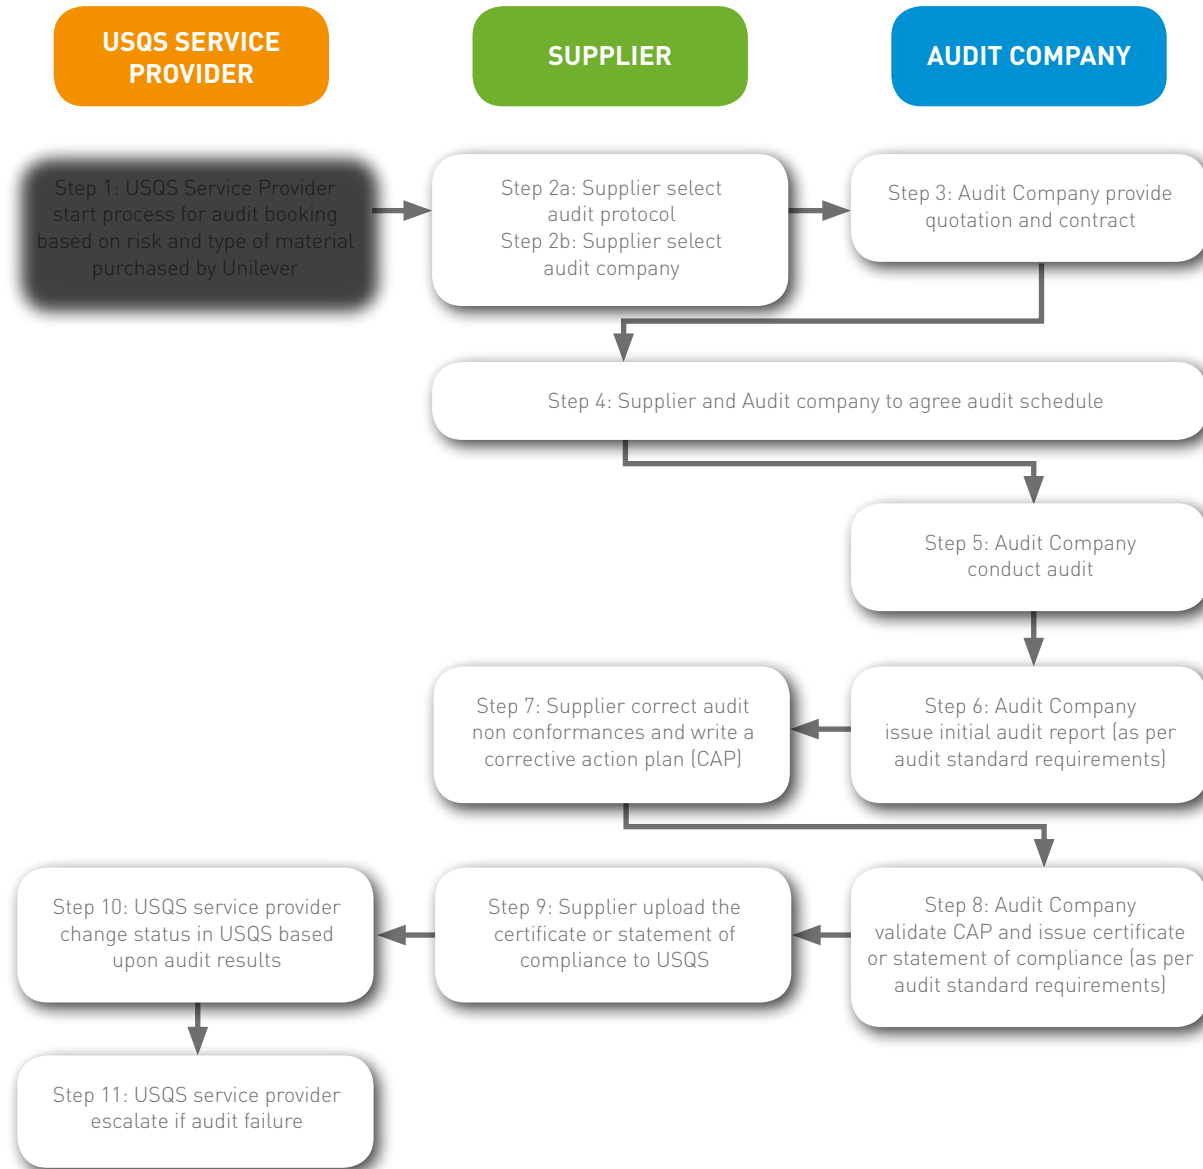 USQS SERVICE
PROVIDER
SUPPLIER
AUDIT COMPANY
Step 1: USQS Service Provider
start process for audit booking
based on risk and type of material
purchased by Unilever
Step 2a: Supplier select
audit protocol
Step 2b: Supplier select
audit company
Step 3: Audit Company provide
quotation and contract
Step 4: Supplier and Audit company to agree audit schedule
Step 5: Audit Company
conduct audit
Step 6: Audit Company
issue initial audit report (as per
audit standard requirements)
Step 7: Supplier correct audit
non conformances and write a
corrective action plan (CAP)
Step 8: Audit Company
validate CAP and issue certificate
or statement of compliance (as per
audit standard requirements)
Step 9: Supplier upload the
certificate or statement of
compliance to USQS
Step 10: USQS service provider
change status in USQS based
upon audit results
Step 11: USQS service provider
escalate if audit failure